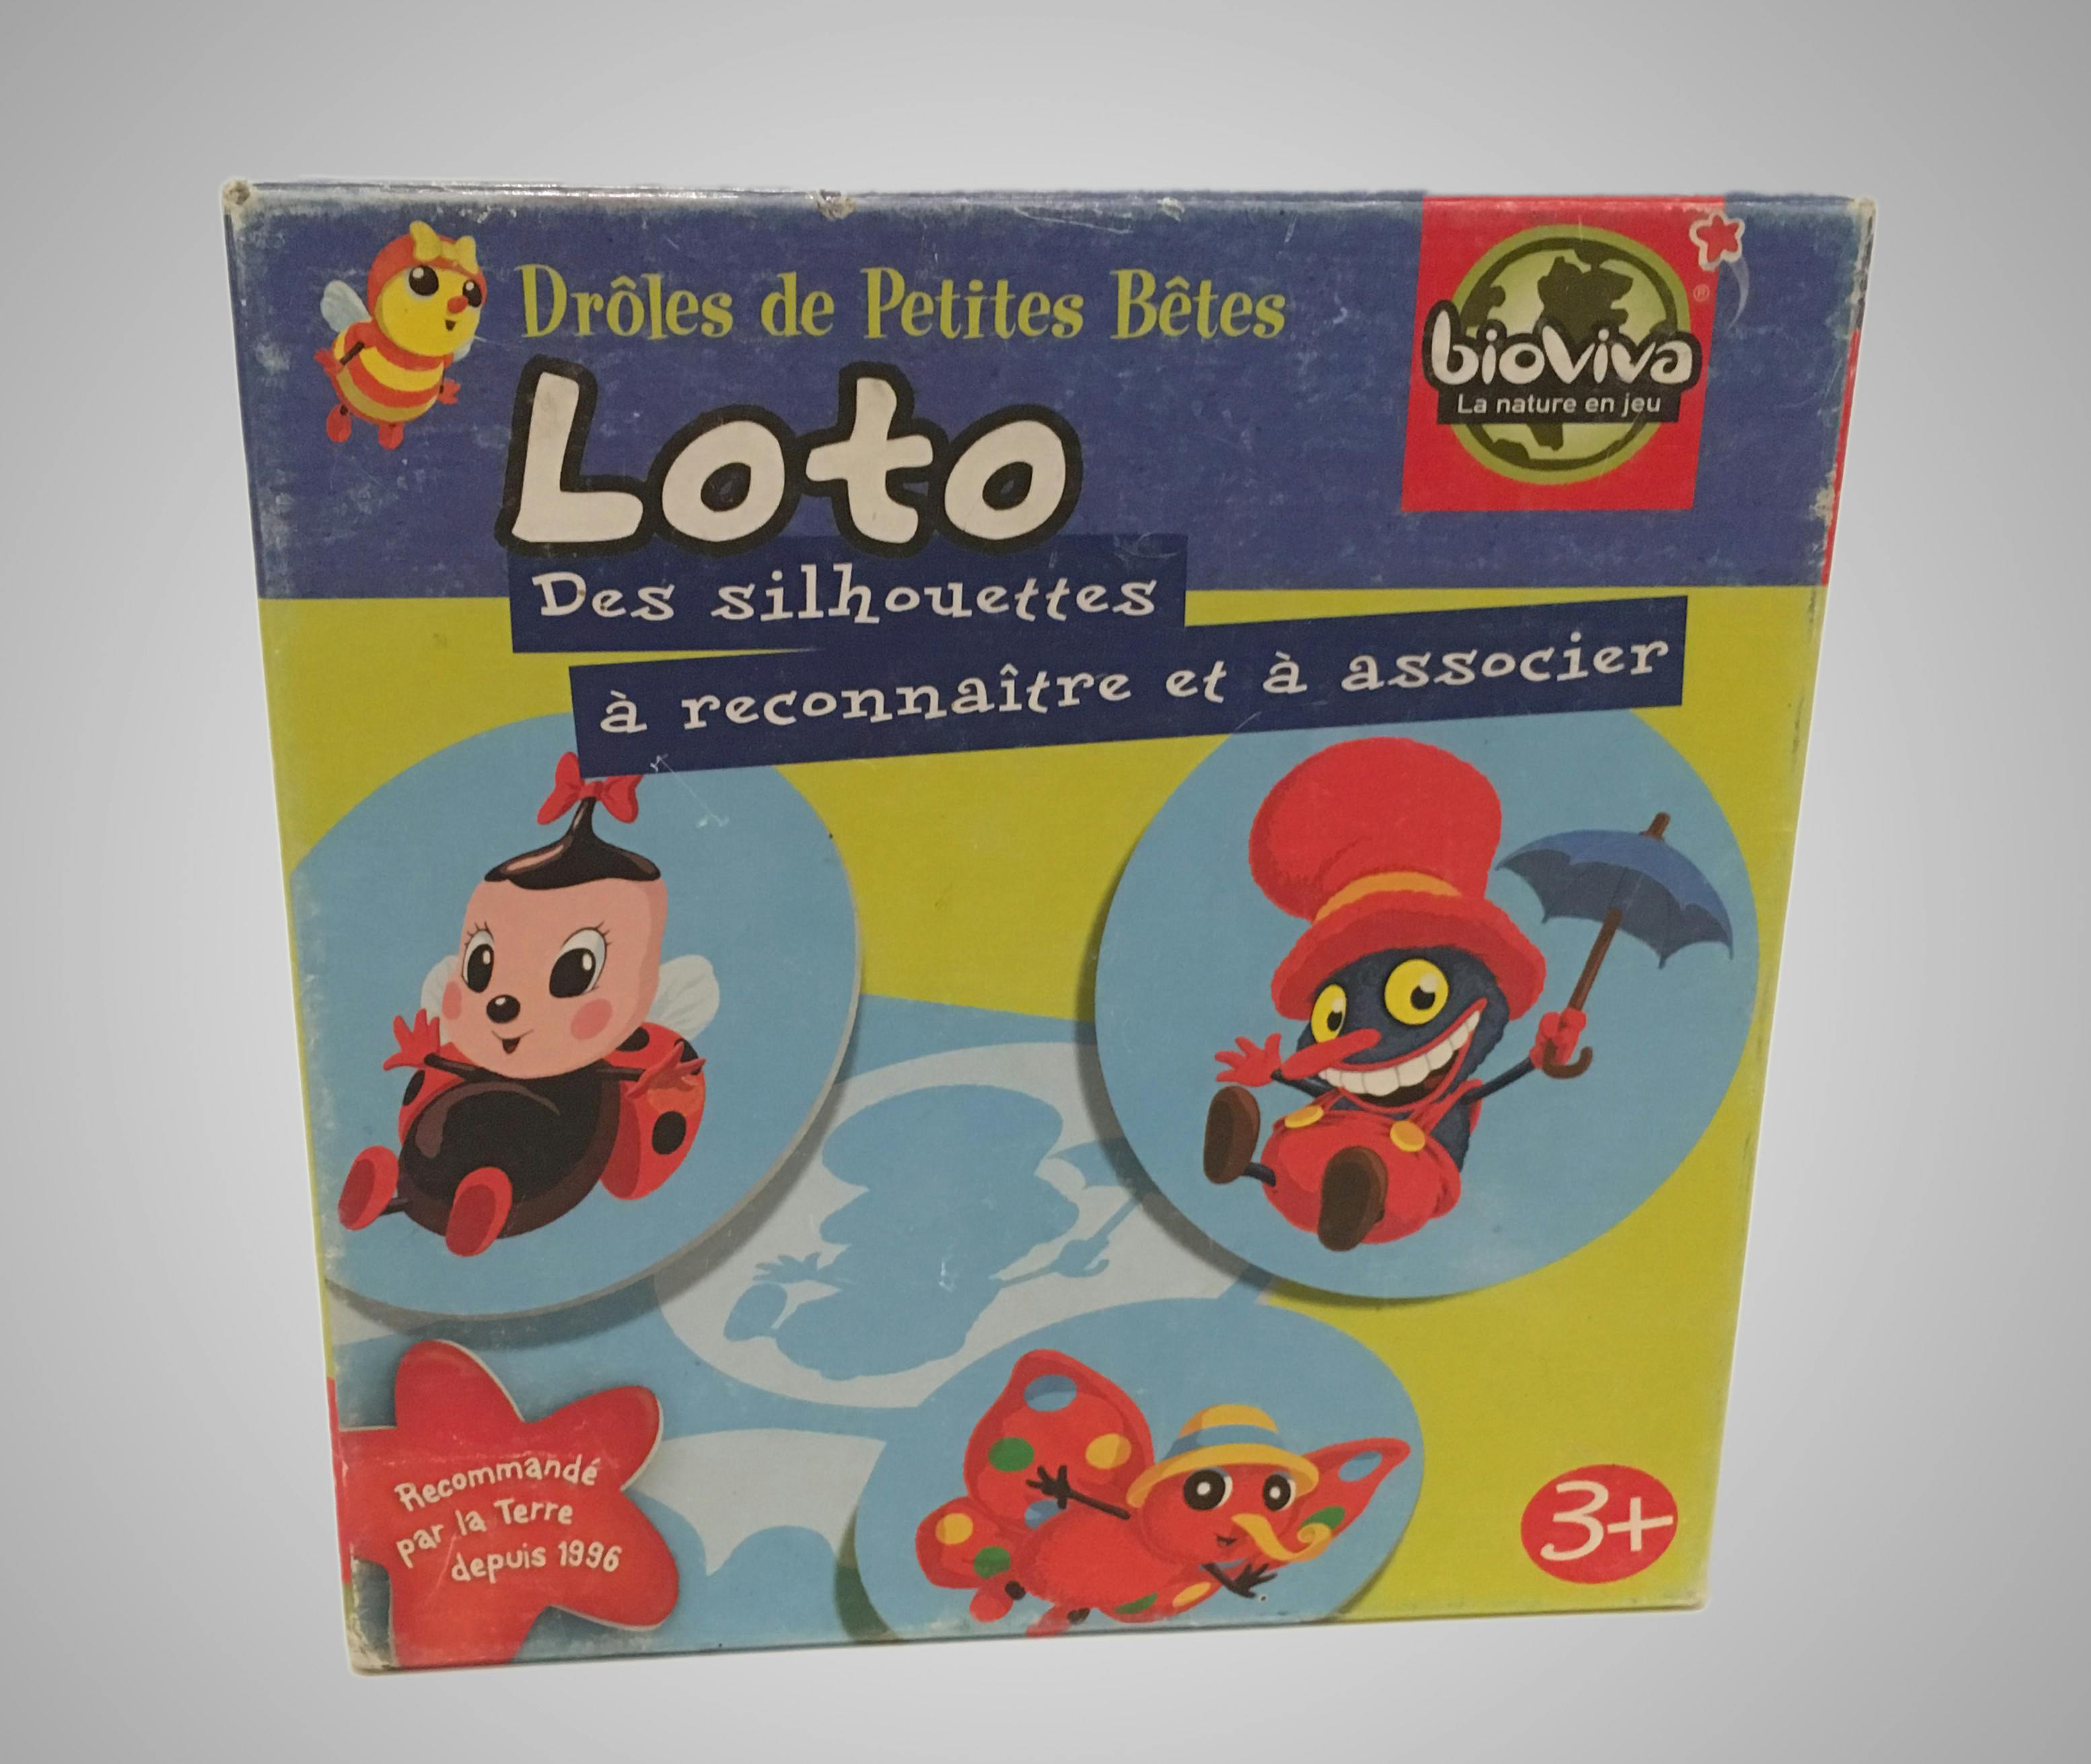 Drôles de Petites Bêtes
Loto
Des silhouettes
à reconnaître et à associer
bioviva
®
La nature en jeu
Recommandé
par la Terre
depuis 1996
3+